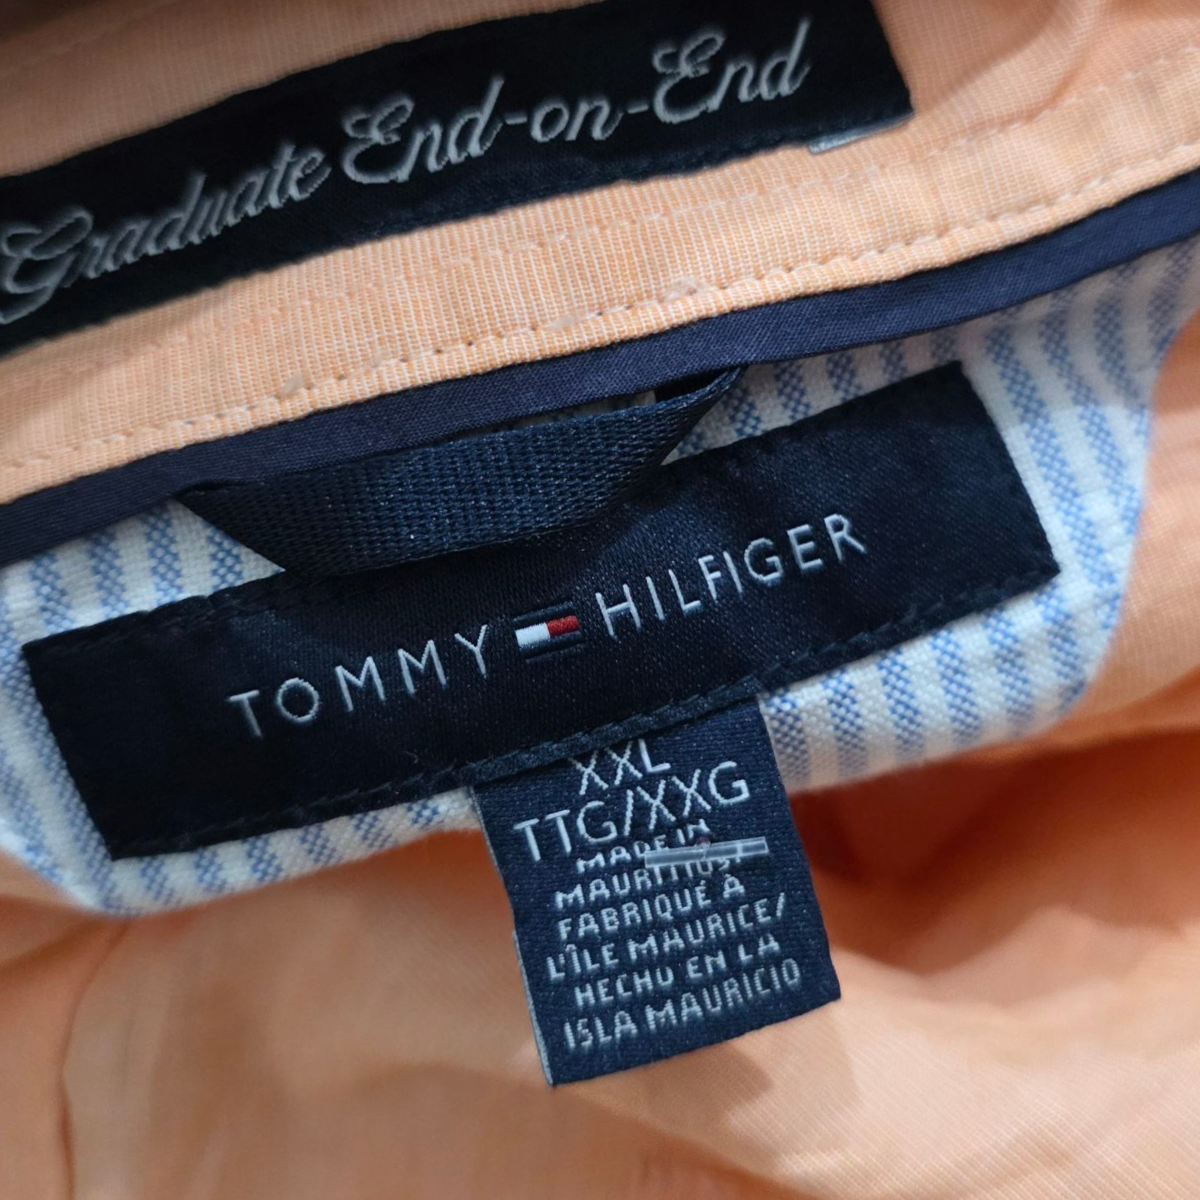 Graduate End-on-End
TOMMY HILFIGER
XXL
TTG/XXG
MADE IN
MAURITIUS/
FABRIQUÉ À
L'ÎLE MAURICE/
HECHO EN LA
ISLA MAURICIO